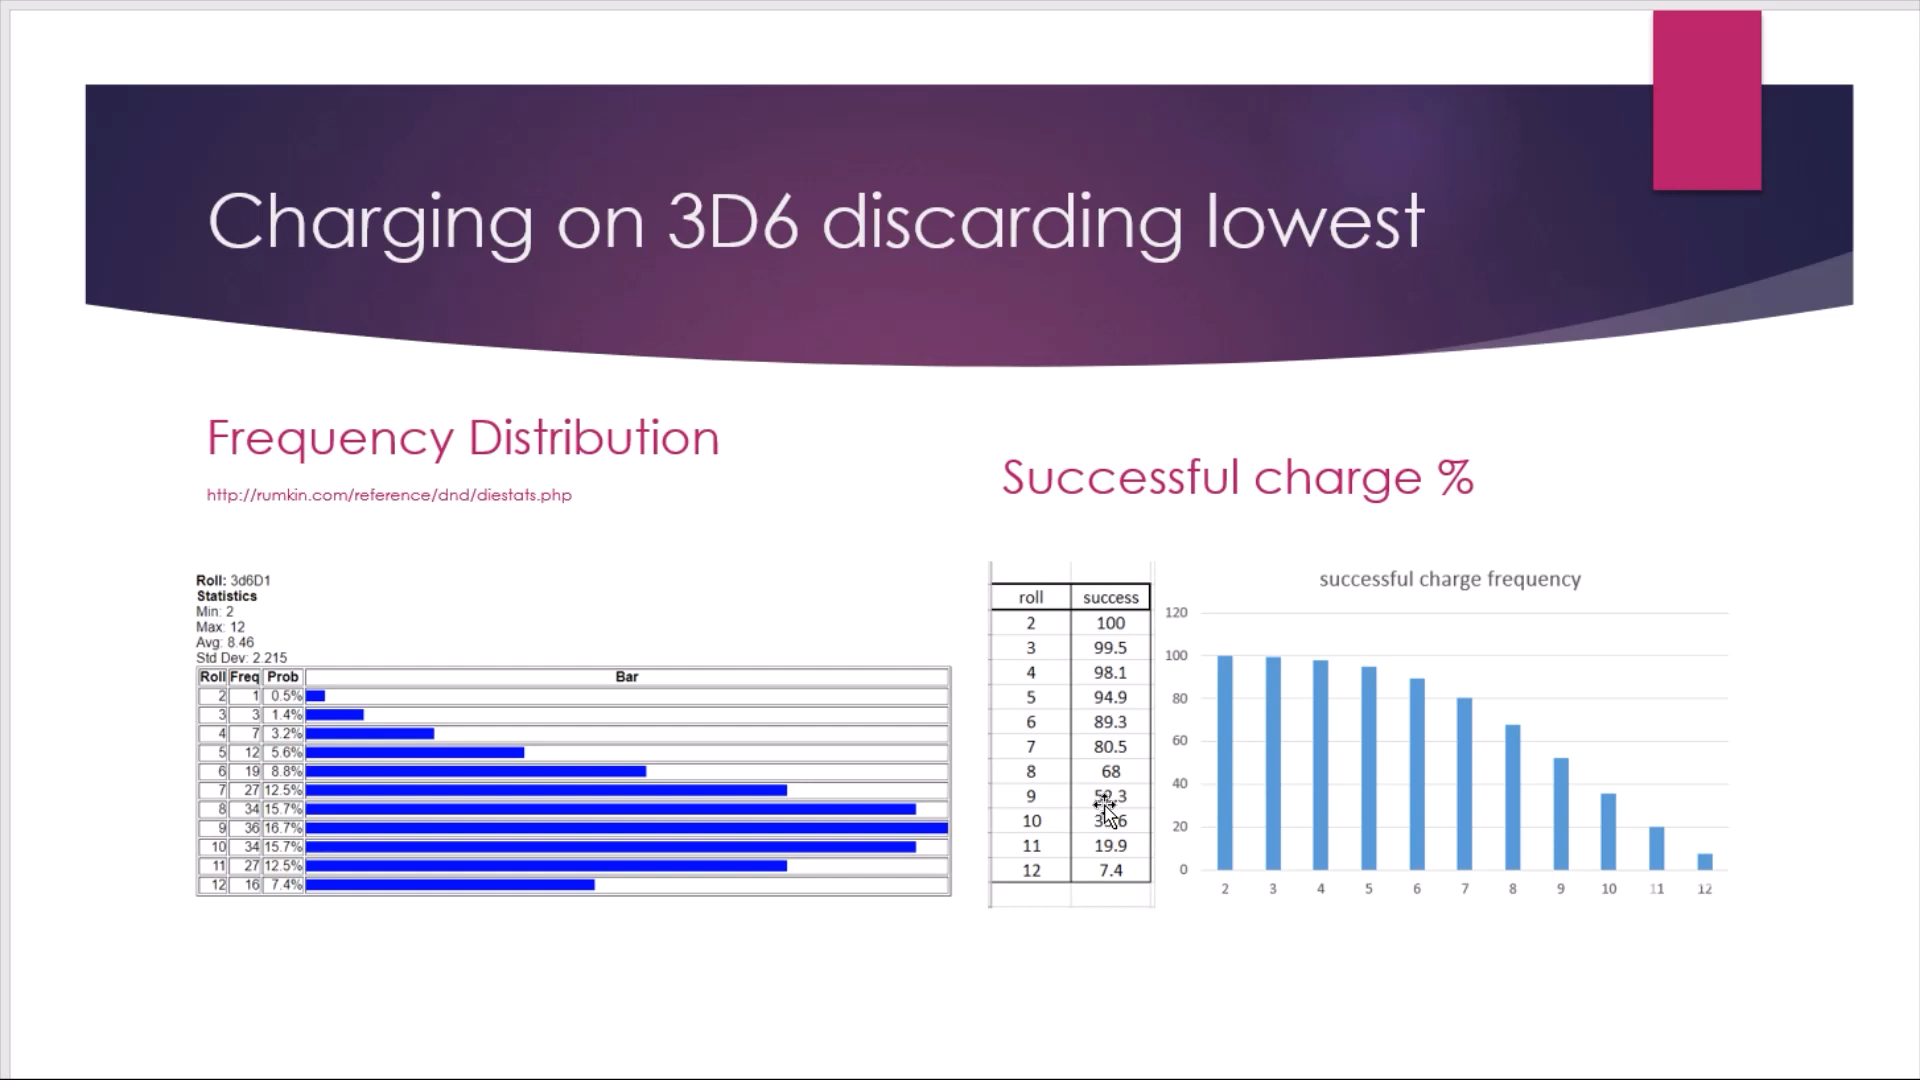 Charging on 3D6 discarding lowest
Frequency Distribution
http://rumkin.com/reference/dnd/diestats.php
Roll: 3d6D1
Statistics
Min: 2
Max: 12
Avg: 8.46
Std Dev: 2.215
Roll Freq Prob Bar
2 1 0.5%
3 3 1.4%
4 7 3.2%
5 12 5.6%
6 19 8.8%
7 27 12.5%
8 34 15.7%
9 36 16.7%
10 34 15.7%
11 27 12.5%
12 16 7.4%
Successful charge %
roll success
2 100
3 99.5
4 98.1
5 94.9
6 89.3
7 80.5
8 68
9
10
11 19.9
12 7.4
successful charge frequency
120
100
80
60
40
20
0
2 3 4 5 6 7 8 9 10 11 12